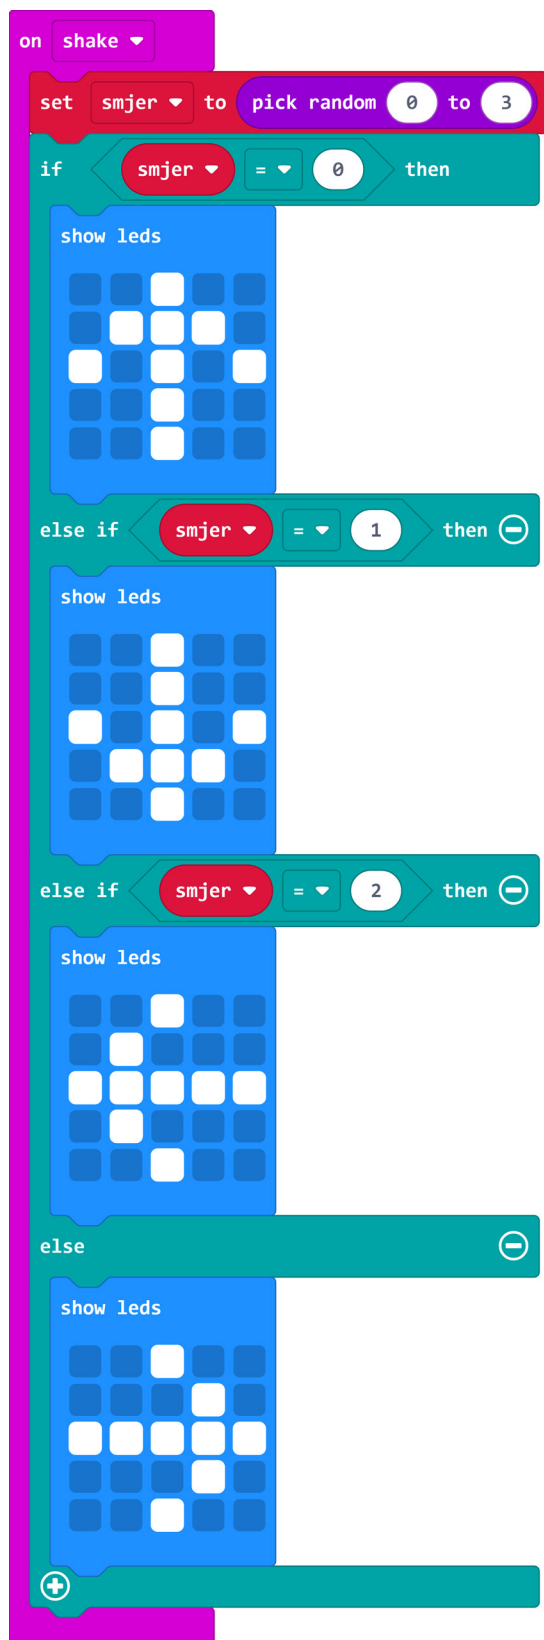 on shake
set smjer to pick random 0 to 3
if smjer = 0 then
show leds
else if smjer = 1 then
show leds
else if smjer = 2 then
show leds
else
show leds